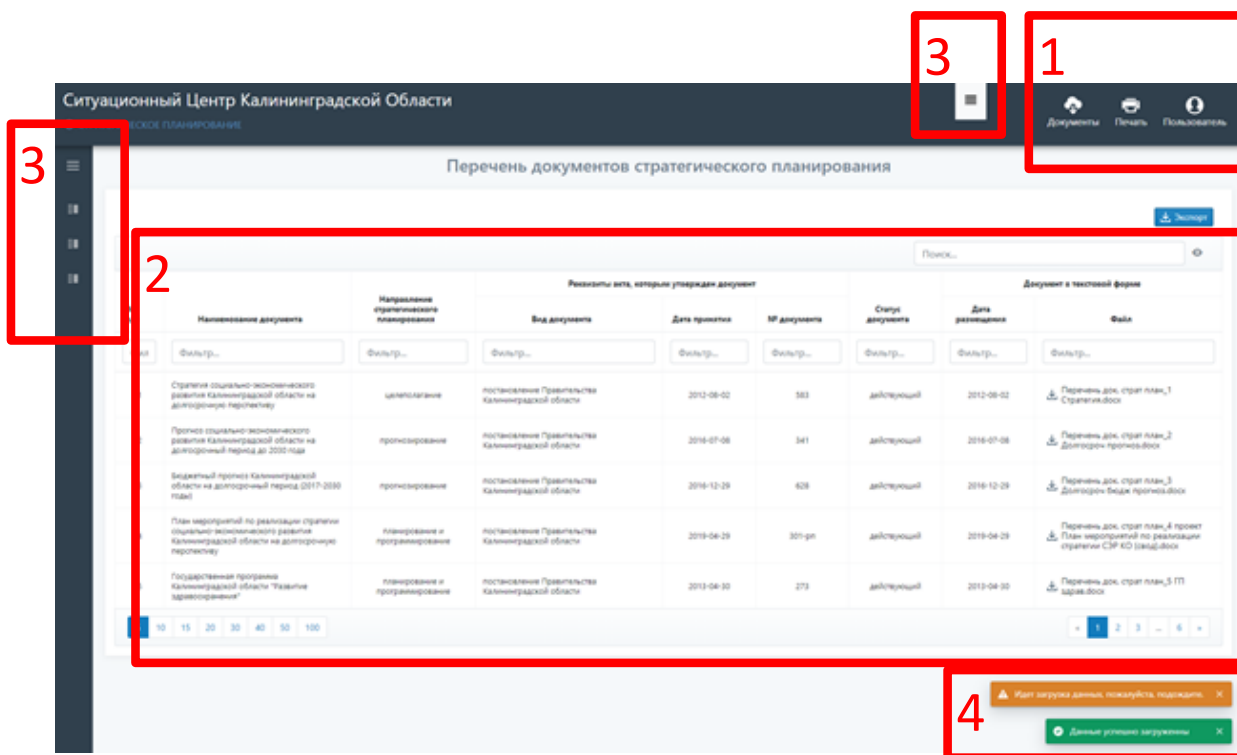 3
1
Ситуационный Центр Калининградской Области
ПЛАНИРОВАНИЕ
Документы Печать Пользователь
3
Перечень документов стратегического планирования
Экспорт
2
Поиск...
Реквизиты акта, которым утвержден документ
Документ в текстовой форме
Наименование документа
Направление
стратегического
планирования
Вид документа
Дата принятия
№ документа
Статус
документа
Дата
размещения
Файл
Фильтр... Фильтр... Фильтр... Фильтр... Фильтр... Фильтр... Фильтр... Фильтр...
Стратегия социально-экономического
развития Калининградской области на
долгосрочную перспективу
целеполагание
постановление Правительства
Калининградской области
2012-08-02
583
действующий
2012-08-02
Перечень док. страт план_1
Стратегия.docx
Прогноз социально-экономического
развития Калининградской области на
долгосрочный период до 2030 года
прогнозирование
постановление Правительства
Калининградской области
2016-07-08
341
действующий
2016-07-08
Перечень док. страт план_2
Долгосроч прогноз.docx
Бюджетный прогноз Калининградской
области на долгосрочный период (2017-2030
годы)
прогнозирование
постановление Правительства
Калининградской области
2016-12-29
628
действующий
2016-12-29
Перечень док. страт план_3
Долгосроч бюдж прогноз.docx
План мероприятий по реализации стратегии
социально-экономического развития
Калининградской области на долгосрочную
перспективу
планирование и
программирование
постановление Правительства
Калининградской области
2019-04-29
301-рп
действующий
2019-04-29
Перечень док. страт план_4 проект
План мероприятий по реализации
стратегии СЭР КО (свод).docx
Государственная программа
Калининградской области "Развитие
здравоохранения"
планирование и
программирование
постановление Правительства
Калининградской области
2013-04-30
273
действующий
2013-04-30
Перечень док. страт план_5 ГП
здрав.docx
10 15 20 30 40 50 100
« 1 2 3 ... 6 »
4
Идет загрузка данных, пожалуйста, подождите. ×
Данные успешно загруженны ×